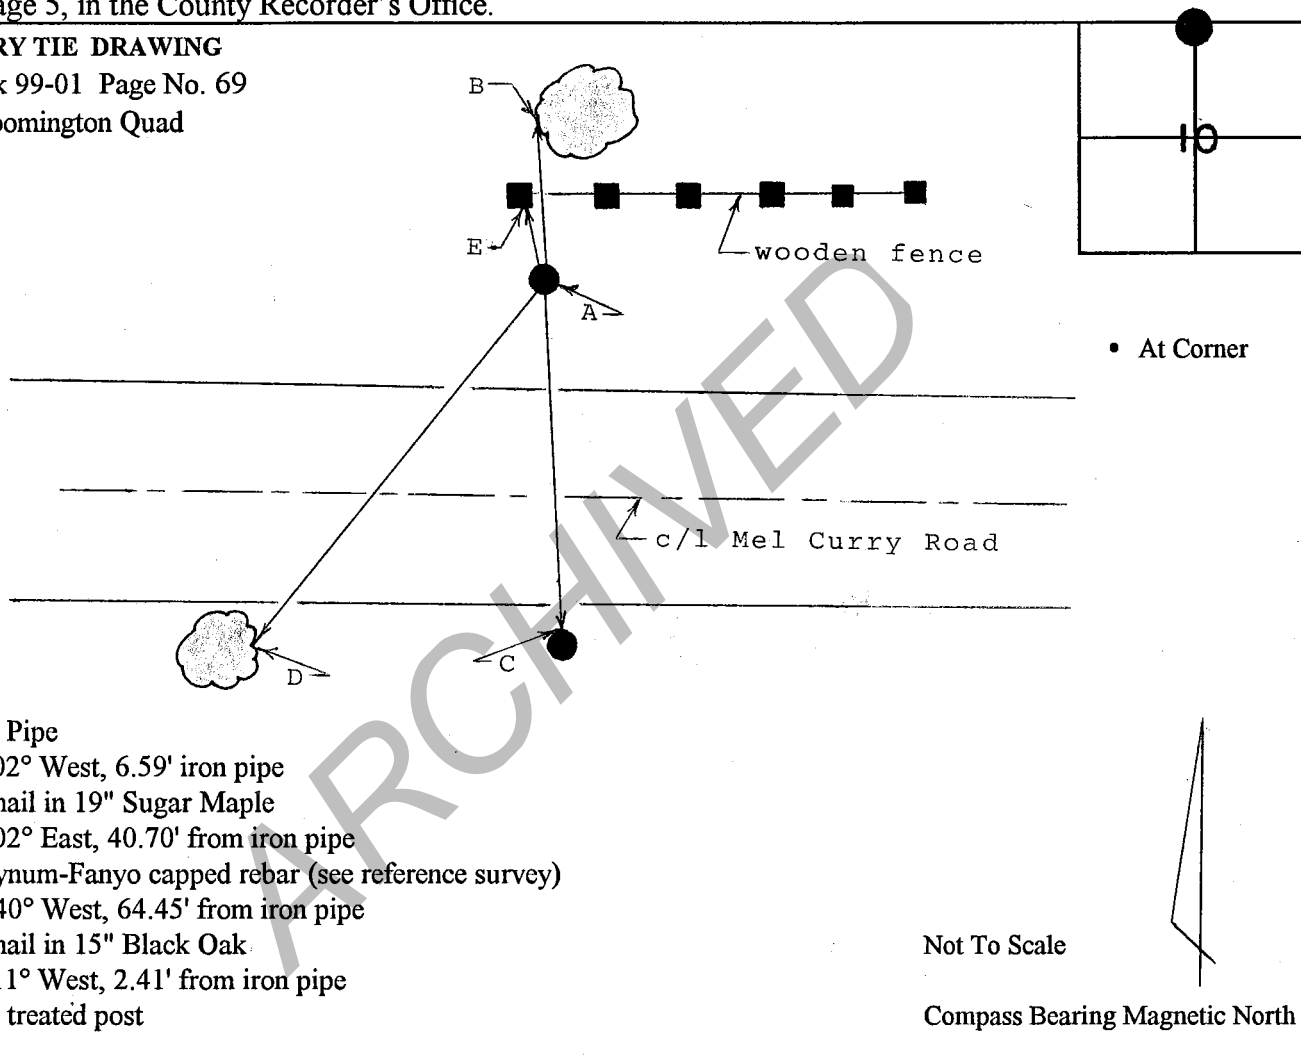 age 5, in the County Recorder's Office.
RY TIE DRAWING
k 99-01 Page No. 69
oomington Quad
B
10
E
wooden fence
A
• At Corner
c/l Mel Curry Road
C
D
Pipe
02° West, 6.59' iron pipe
nail in 19" Sugar Maple
02° East, 40.70' from iron pipe
ynum-Fanyo capped rebar (see reference survey)
40° West, 64.45' from iron pipe
nail in 15" Black Oak
1° West, 2.41' from iron pipe
treated post
Not To Scale
Compass Bearing Magnetic North
ARCHIVED